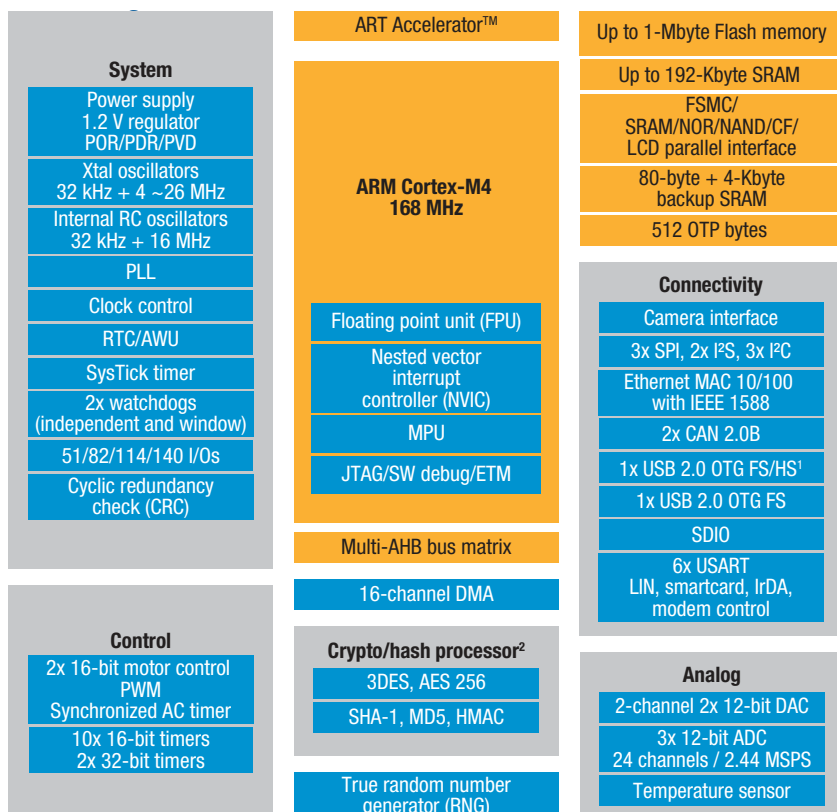 System
Power supply
1.2 V regulator
POR/PDR/PVD
Xtal oscillators
32 kHz + 4 ~26 MHz
Internal RC oscillators
32 kHz + 16 MHz
PLL
Clock control
RTC/AWU
SysTick timer
2x watchdogs
(independent and window)
51/82/114/140 I/Os
Cyclic redundancy
check (CRC)
Control
2x 16-bit motor control
PWM
Synchronized AC timer
10x 16-bit timers
2x 32-bit timers
ART Accelerator™
ARM Cortex-M4
168 MHz
Floating point unit (FPU)
Nested vector
interrupt
controller (NVIC)
MPU
JTAG/SW debug/ETM
Multi-AHB bus matrix
16-channel DMA
Crypto/hash processor²
3DES, AES 256
SHA-1, MD5, HMAC
True random number
generator (RNG)
Up to 1-Mbyte Flash memory
Up to 192-Kbyte SRAM
FSMC/
SRAM/NOR/NAND/CF/
LCD parallel interface
80-byte + 4-Kbyte
backup SRAM
512 OTP bytes
Connectivity
Camera interface
3x SPI, 2x I²S, 3x I²C
Ethernet MAC 10/100
with IEEE 1588
2x CAN 2.0B
1x USB 2.0 OTG FS/HS¹
1x USB 2.0 OTG FS
SDIO
6x USART
LIN, smartcard, IrDA,
modem control
Analog
2-channel 2x 12-bit DAC
3x 12-bit ADC
24 channels / 2.44 MSPS
Temperature sensor